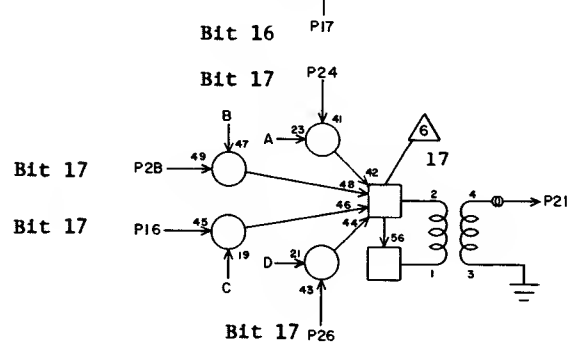 P17
Bit 16
Bit 17 P24
B
6
47
A 23 41
17
Bit 17 P2B 49
42
48
2 4
P21
46
Bit 17 P16 45
44
56
19
D 21
1 3
C
43
Bit 17 P26